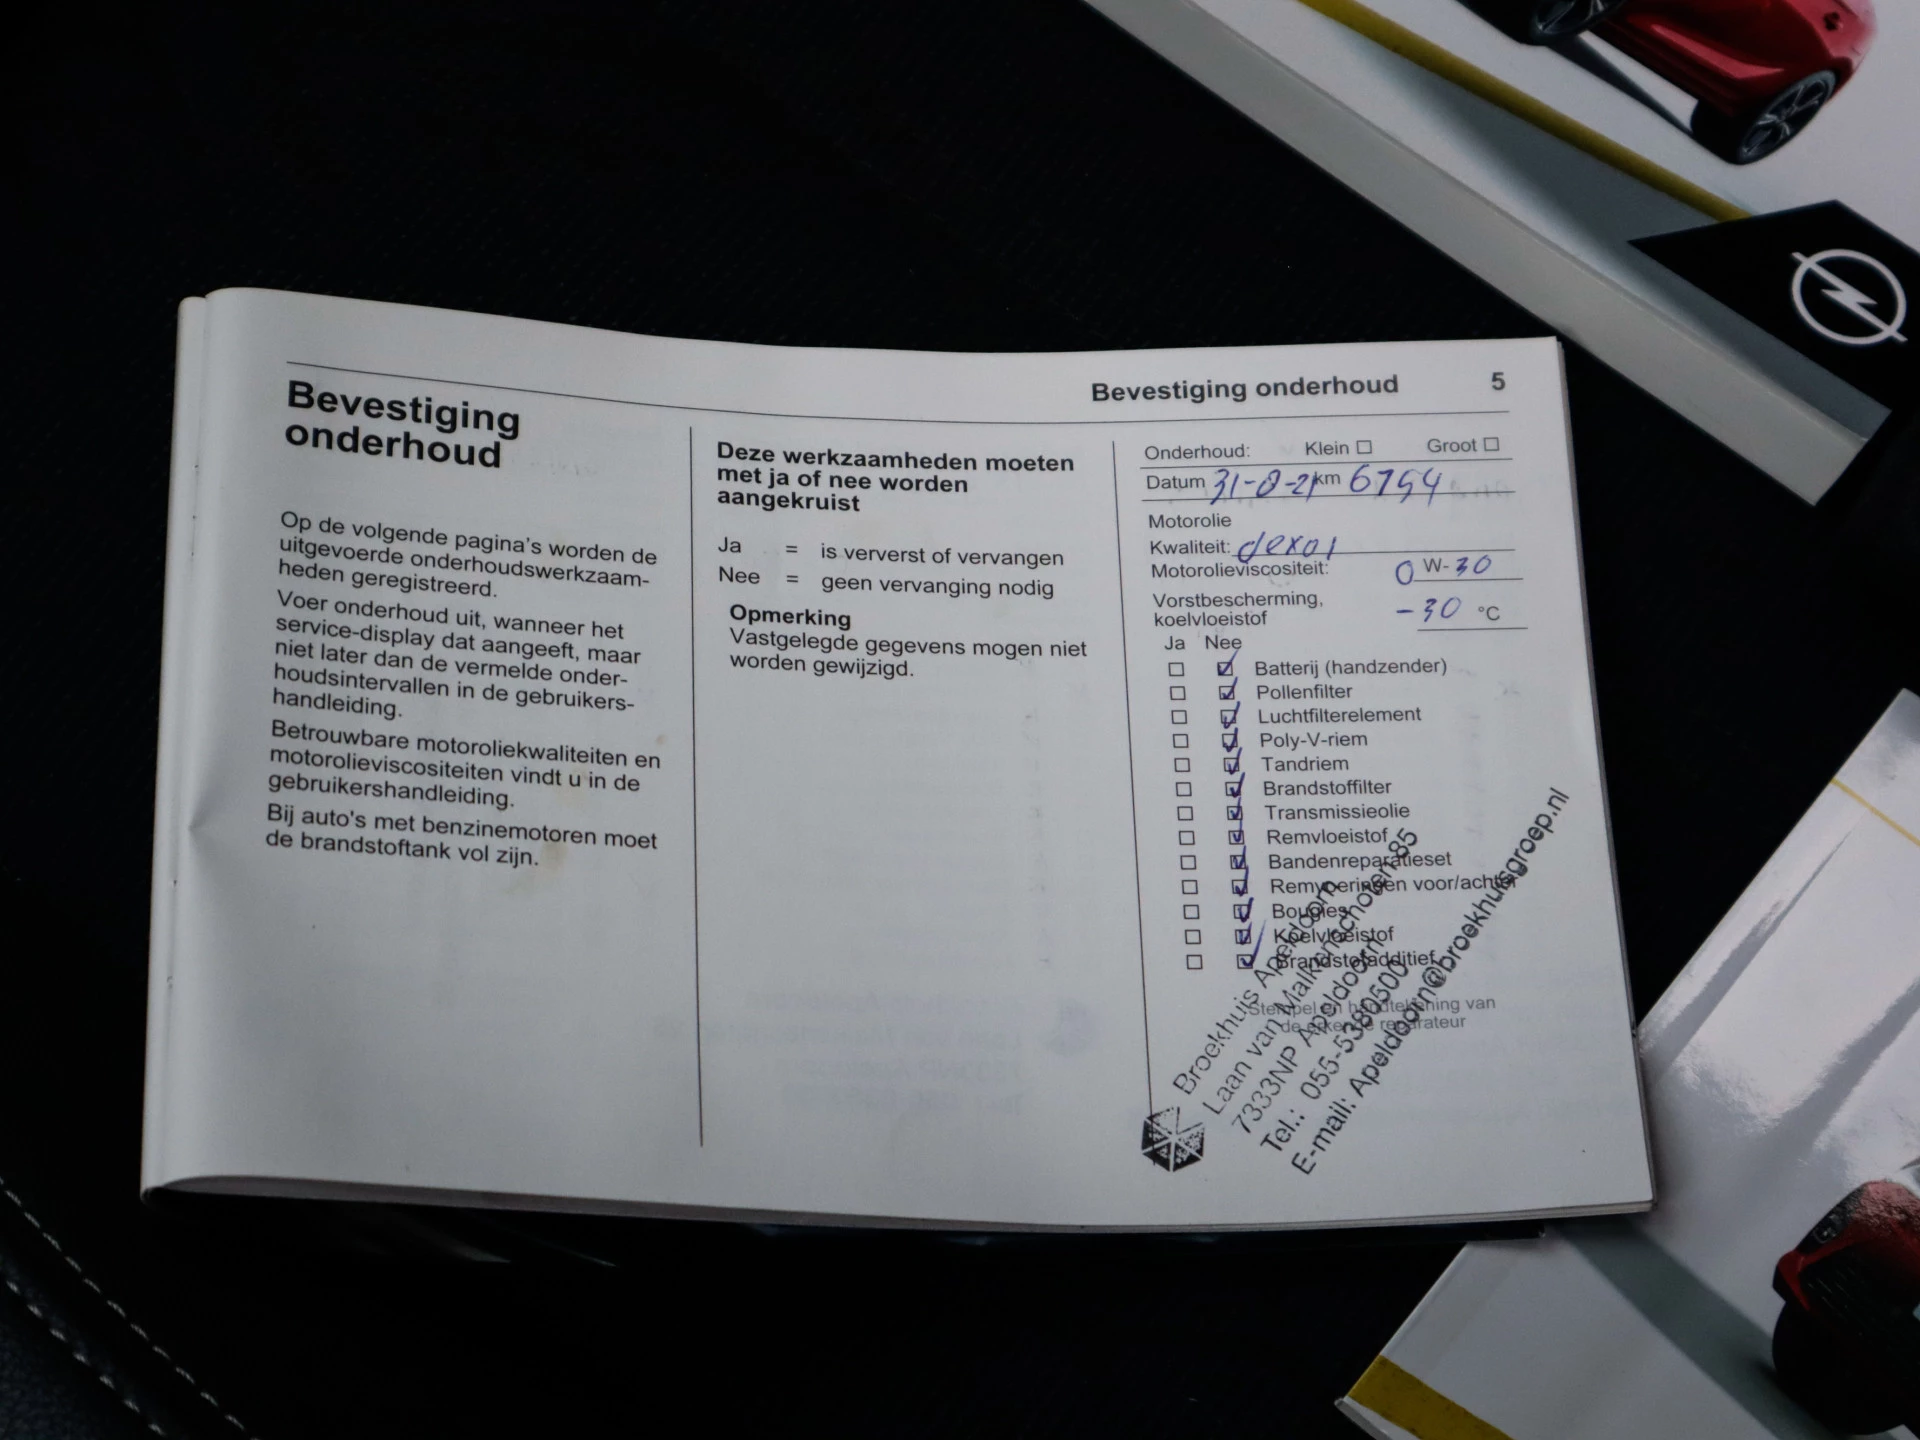 Bevestiging onderhoud 5
Bevestiging
onderhoud
Op de volgende pagina's worden de
uitgevoerde onderhoudswerkzaam-
heden geregistreerd.
Voer onderhoud uit, wanneer het
service-display dat aangeeft, maar
niet later dan de vermelde onder-
houdsintervallen in de gebruikers-
handleiding.
Betrouwbare motoroliekwaliteiten en
motorolieviscositeiten vindt u in de
gebruikershandleiding.
Bij auto's met benzinemotoren moet
de brandstoftank vol zijn.
Deze werkzaamheden moeten
met ja of nee worden
aangekruist
Ja = is ververst of vervangen
Nee = geen vervanging nodig
Opmerking
Vastgelegde gegevens mogen niet
worden gewijzigd.
Onderhoud: Klein Groot
Datum 31-8-21 km 6794
Motorolie
Kwaliteit: dexos
Motorolieviscositeit: 0 W-30
Vorstbescherming,
koelvloeistof -30 °C
Ja Nee
Batterij (handzender)
Pollenfilter
Luchtfilterelement
Poly-V-riem
Tandriem
Brandstoffilter
Transmissieolie
Remvloeistof
Bandenreparatieset
Remvoeringen voor/achter
Bougies
Koelvloeistof
Brandstofadditief
Stempel en handtekening van
de erkende reparateur
Broekhuis Apeldoorn
Laan van Malkenschoten 85
7333NP Apeldoorn
Tel.: 055-5380500
E-mail: Apeldoorn@broekhuisgroep.nl